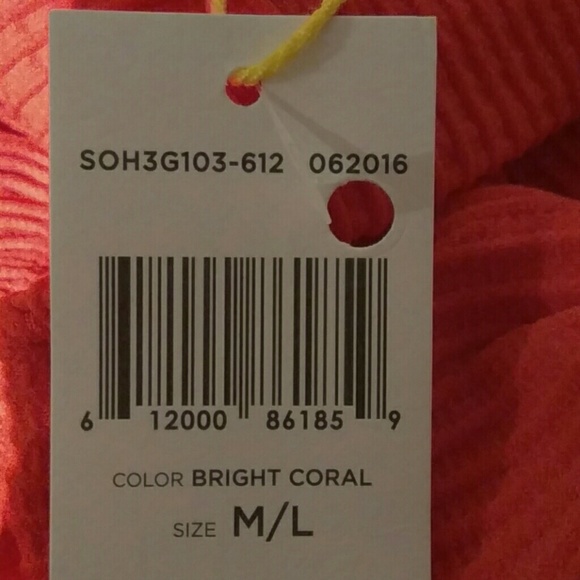 SOH3G103-612 062016
6 12000 86185 9
COLOR BRIGHT CORAL
SIZE M/L